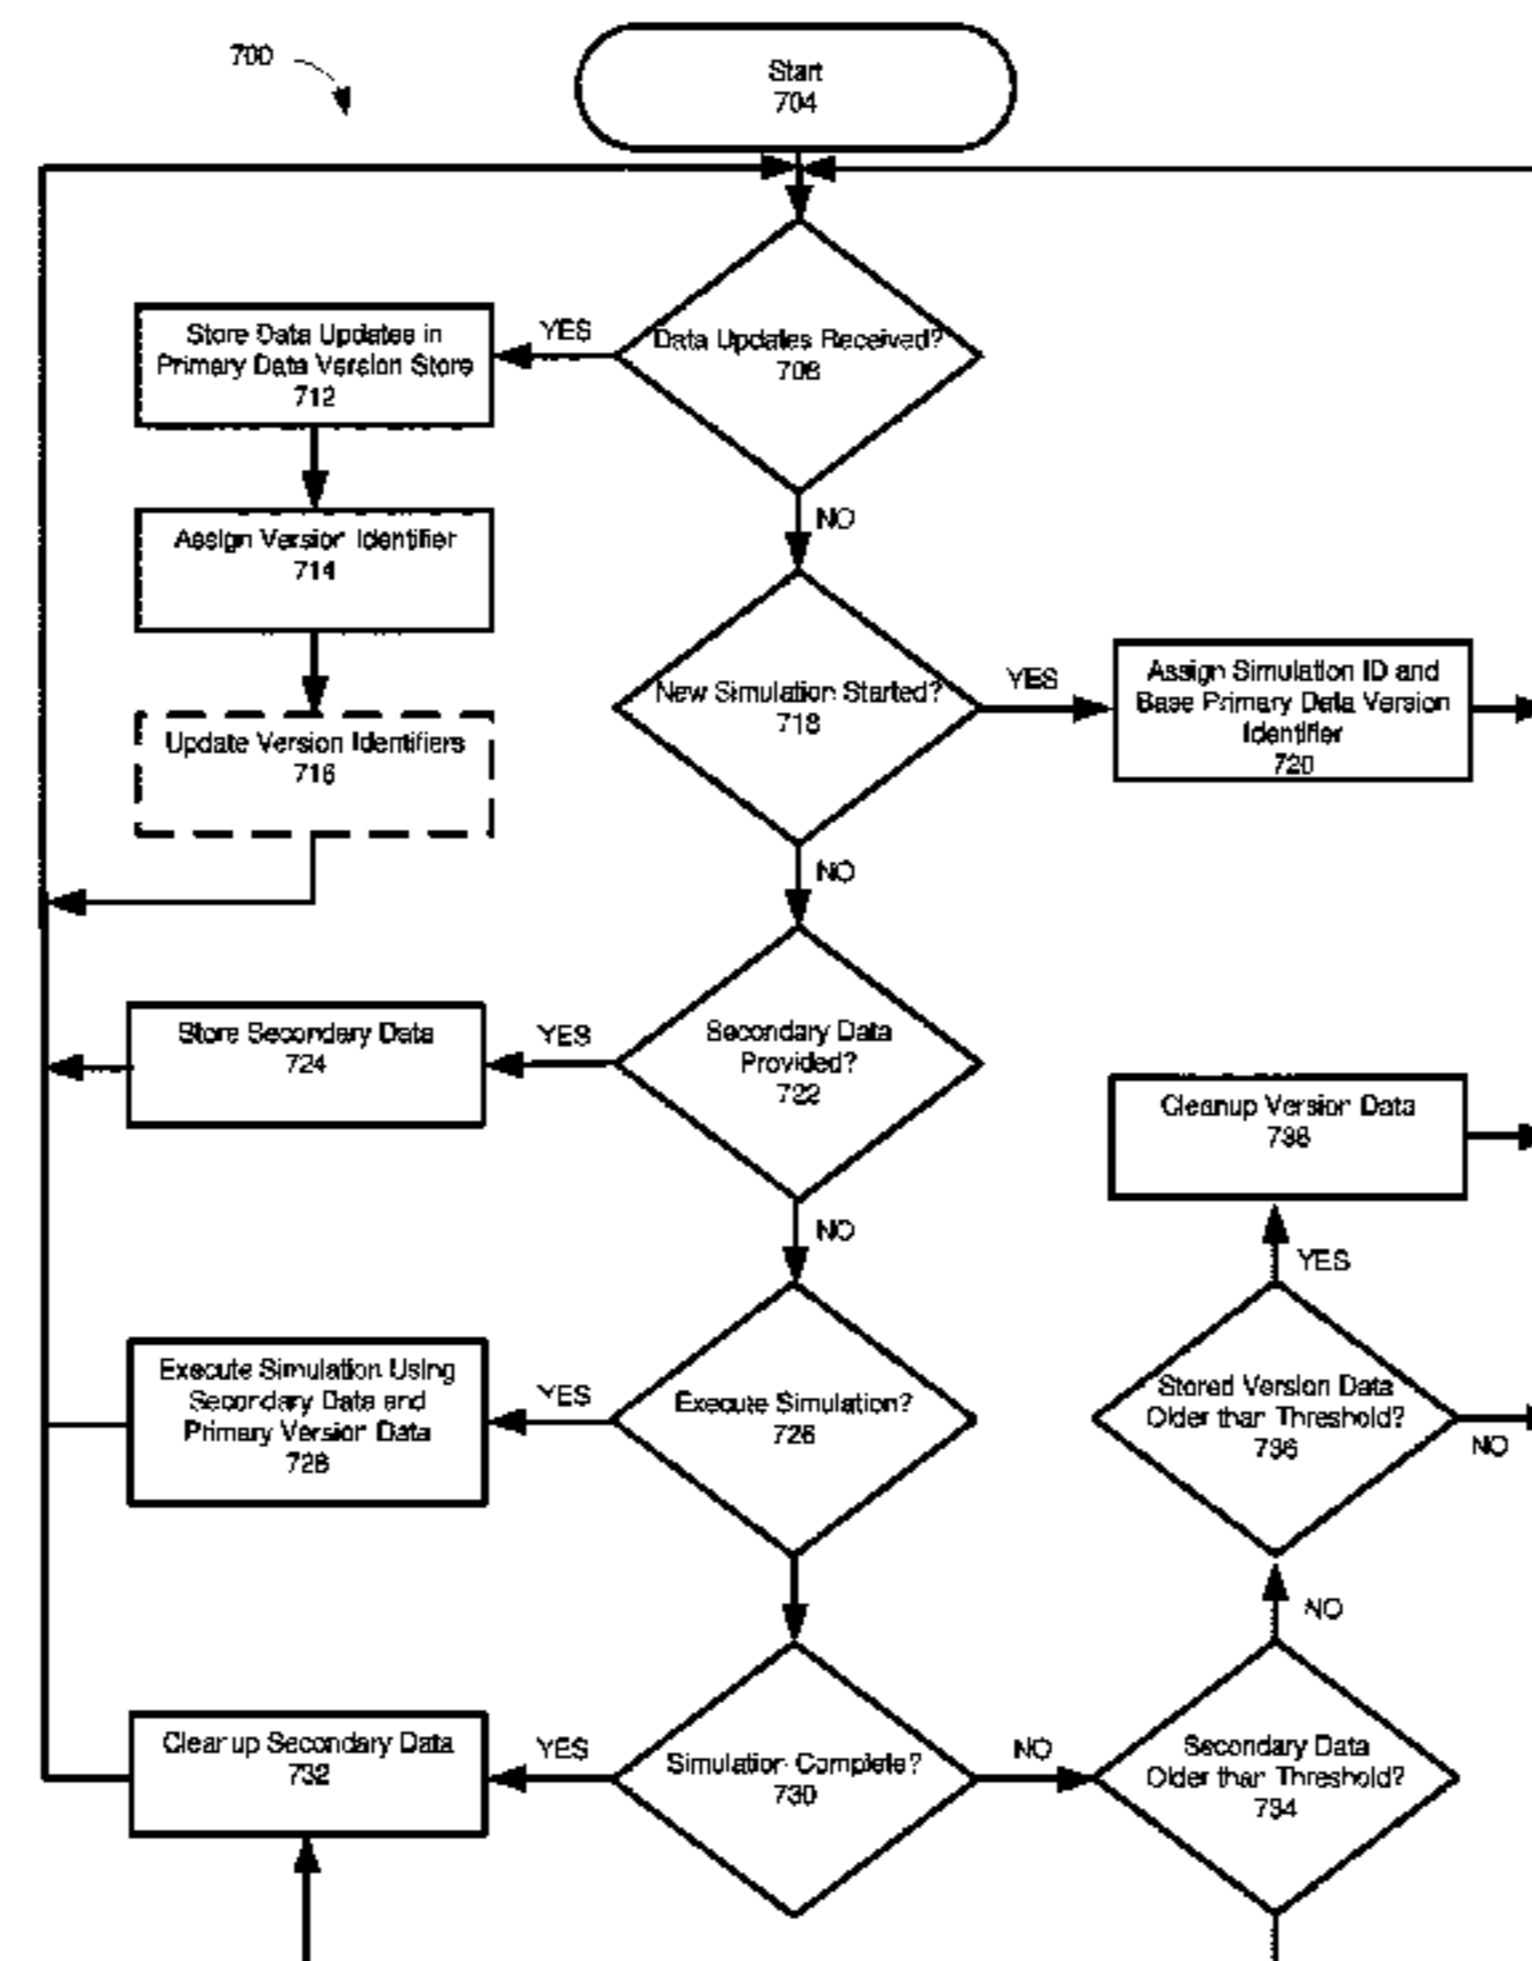 700
Start
704
Data Updates Received?
708
YES
Store Data Updates in
Primary Data Version Store
712
Assign Version Identifier
714
Update Version Identifiers
716
NO
New Simulation Started?
718
YES
Assign Simulation ID and
Base Primary Data Version
Identifier
720
NO
Secondary Data
Provided?
722
YES
Store Secondary Data
724
NO
Execute Simulation?
726
YES
Execute Simulation Using
Secondary Data and
Primary Version Data
728
Simulation Complete?
730
YES
Cleanup Secondary Data
732
NO
Secondary Data
Older than Threshold?
734
NO
Stored Version Data
Older than Threshold?
736
NO
YES
Cleanup Version Data
738